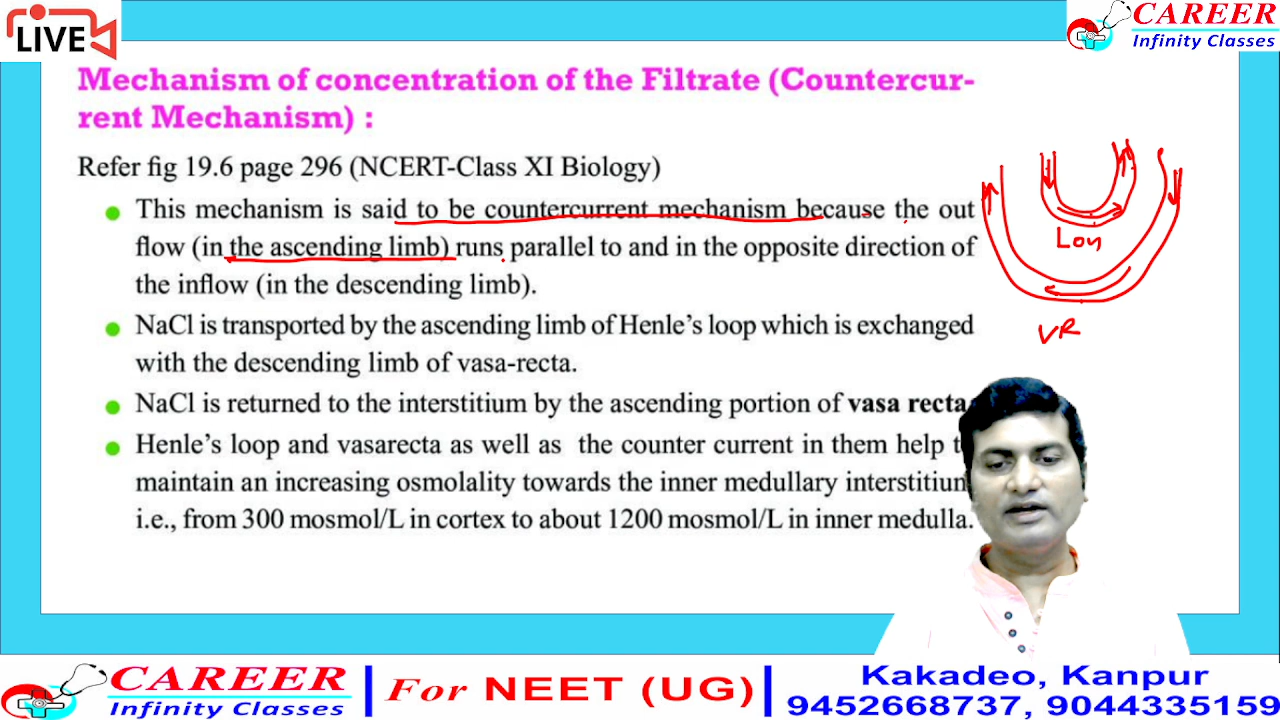 LIVE
CAREER
Infinity Classes
Mechanism of concentration of the Filtrate (Countercur-
rent Mechanism) :
Refer fig 19.6 page 296 (NCERT-Class XI Biology)
This mechanism is said to be countercurrent mechanism because the out
flow (in the ascending limb) runs parallel to and in the opposite direction of
the inflow (in the descending limb).
NaCl is transported by the ascending limb of Henle's loop which is exchanged
with the descending limb of vasa-recta.
NaCl is returned to the interstitium by the ascending portion of vasa recta.
Henle's loop and vasarecta as well as the counter current in them help
maintain an increasing osmolality towards the inner medullary
i.e., from 300 mosmol/L in cortex to about 1200 mosmol/L in inner medulla.
VR
CAREER
Infinity Classes
For NEET (UG)
Kakadeo, Kanpur
9452668737, 9044335159